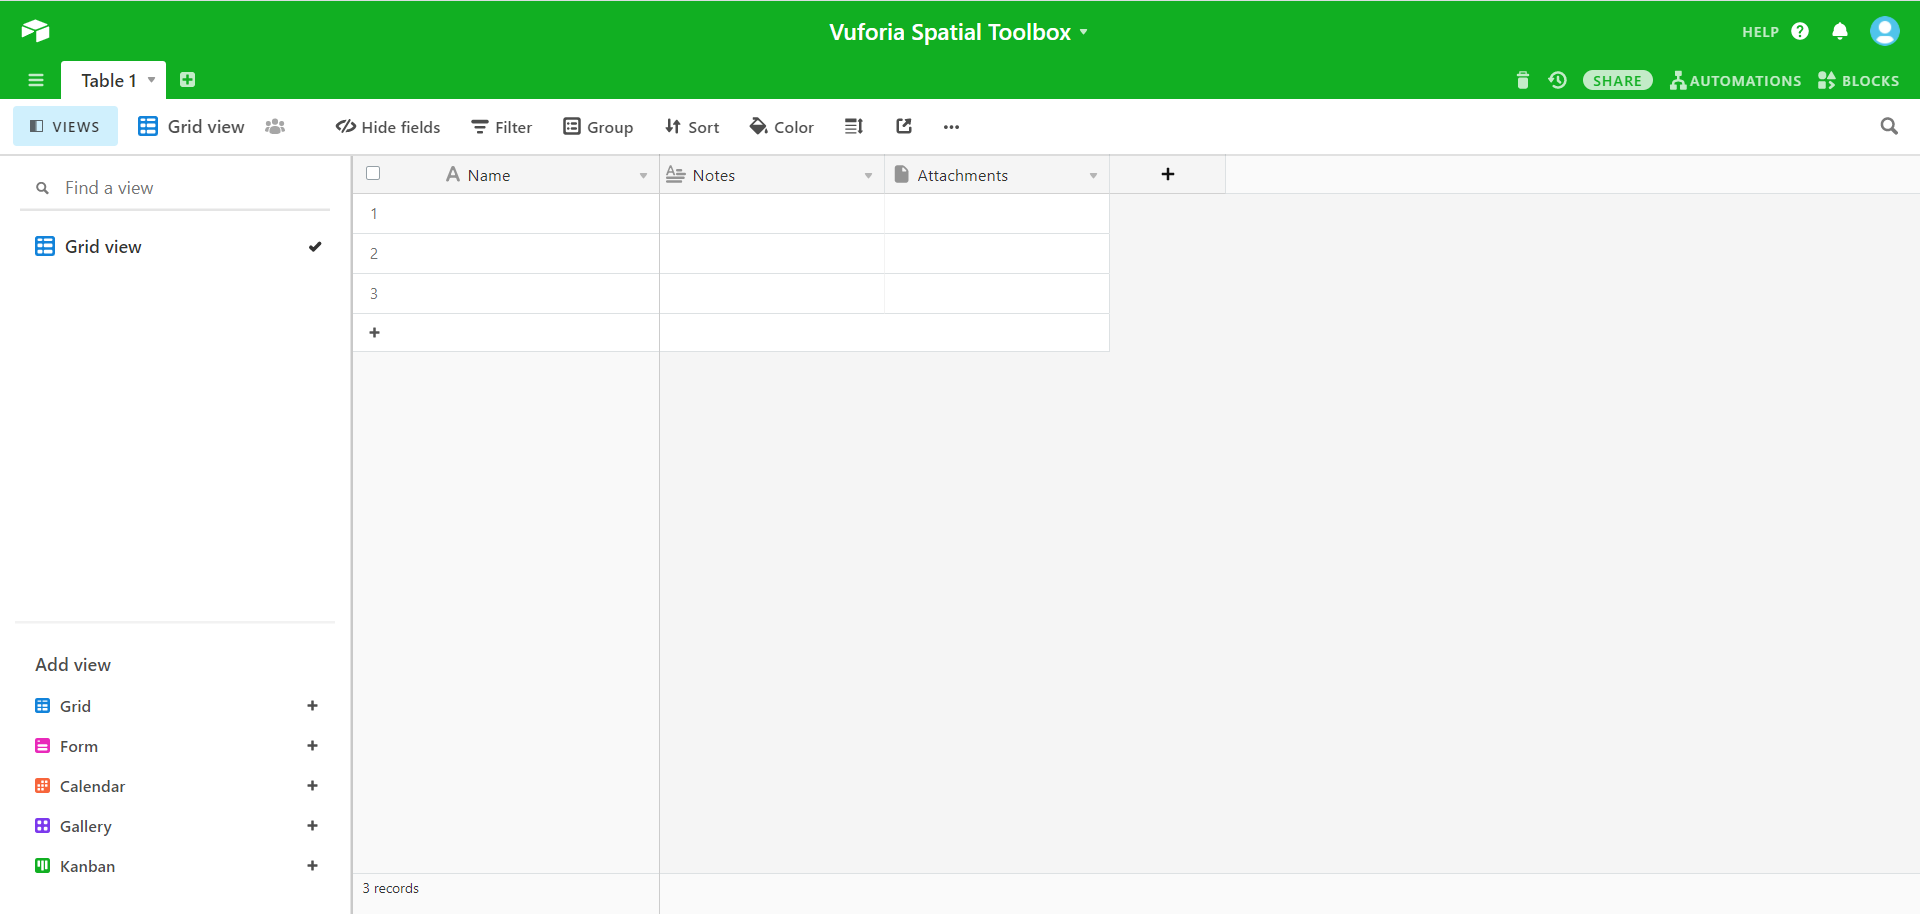 Vuforia Spatial Toolbox
HELP
Table 1
SHARE
AUTOMATIONS
BLOCKS
VIEWS
Grid view
Hide fields
Filter
Group
Sort
Color
Find a view
Grid view
Name
Notes
Attachments
1
2
3
Add view
Grid
Form
Calendar
Gallery
Kanban
3 records